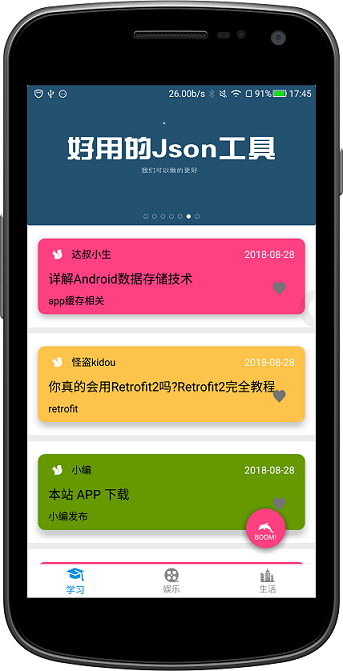 26.00b/s 91% 17:45
好用的Json工具
我们可以做的更好
达叔小生 2018-08-28
详解Android数据存储技术
app缓存相关
怪盗kidou 2018-08-28
你真的会用Retrofit2吗?Retrofit2完全教程
retrofit
小编 2018-08-28
本站 APP 下载
小编发布
BOOM!
学习 娱乐 生活